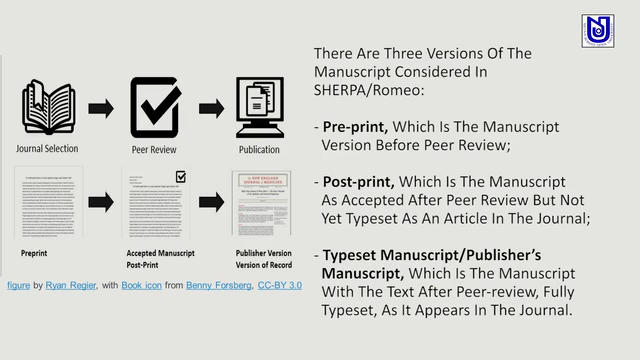 There Are Three Versions Of The
Manuscript Considered In
SHERPA/Romeo:
- Pre-print, Which Is The Manuscript
Version Before Peer Review;
- Post-print, Which Is The Manuscript
As Accepted After Peer Review But Not
Yet Typeset As An Article In The Journal;
- Typeset Manuscript/Publisher's
Manuscript, Which Is The Manuscript
With The Text After Peer-review, Fully
Typeset, As It Appears In The Journal.
Journal Selection
Peer Review
Publication
Preprint
Accepted Manuscript
Post-Print
Publisher Version
Version of Record
figure by Ryan Regier, with Book icon from Benny Forsberg, CC-BY 3.0